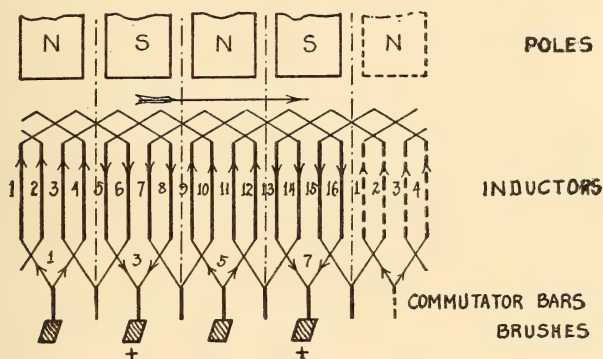 N S N S N POLES
1 2 3 4 5 6 7 8 9 10 11 12 13 14 15 16 1 2 3 4 INDUCTORS
1 3 5 7
COMMUTATOR BARS
BRUSHES
+ +